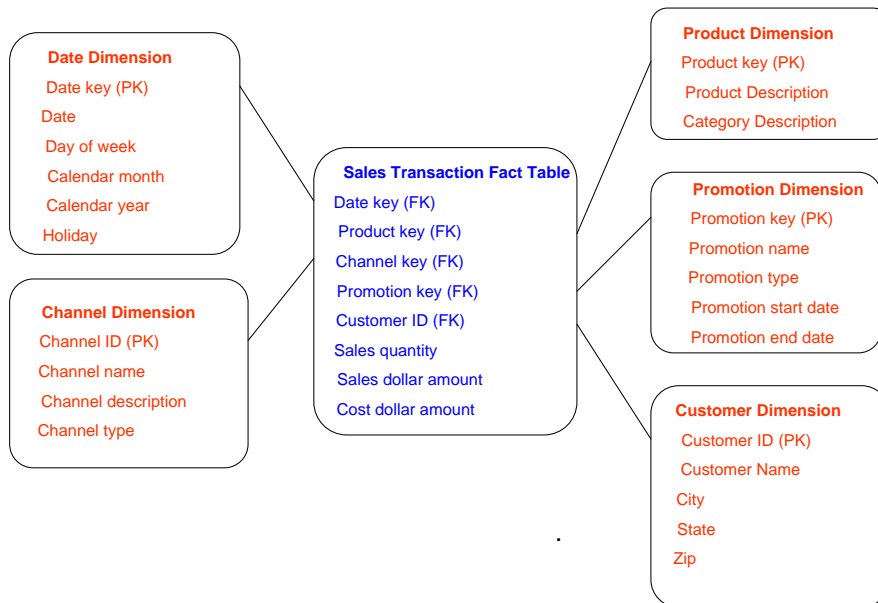 Date Dimension
Date key (PK)
Date
Day of week
Calendar month
Calendar year
Holiday
Channel Dimension
Channel ID (PK)
Channel name
Channel description
Channel type
Sales Transaction Fact Table
Date key (FK)
Product key (FK)
Channel key (FK)
Promotion key (FK)
Customer ID (FK)
Sales quantity
Sales dollar amount
Cost dollar amount
.
Product Dimension
Product key (PK)
Product Description
Category Description
Promotion Dimension
Promotion key (PK)
Promotion name
Promotion type
Promotion start date
Promotion end date
Customer Dimension
Customer ID (PK)
Customer Name
City
State
Zip